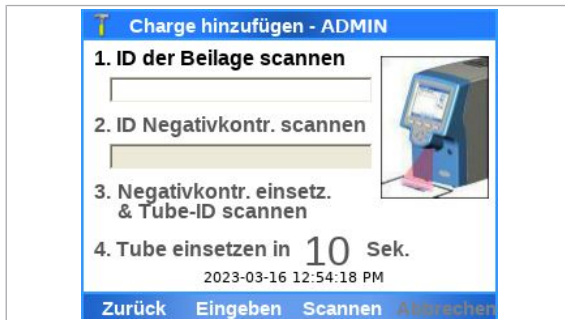 Charge hinzufügen - ADMIN
1. ID der Beilage scannen
2. ID Negativkontr. scannen
3. Negativkontr. einsetz.
& Tube-ID scannen
4. Tube einsetzen in 10 Sek.
2023-03-16 12:54:18 PM
Zurück Eingeben Scannen Abbrechen